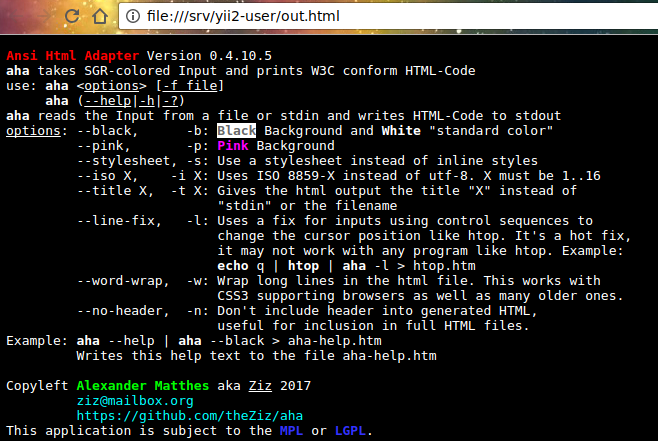 file:///srv/yii2-user/out.html
Ansi Html Adapter Version 0.4.10.5
aha takes SGR-colored Input and prints W3C conform HTML-Code
use: aha <options> [-f file]
     aha (--help|-h|-?)
aha reads the Input from a file or stdin and writes HTML-Code to stdout
options: --black,      -b: Black Background and White "standard color"
         --pink,       -p: Pink Background
         --stylesheet, -s: Use a stylesheet instead of inline styles
         --iso X,    -i X: Uses ISO 8859-X instead of utf-8. X must be 1..16
         --title X,  -t X: Gives the html output the title "X" instead of
                           "stdin" or the filename
         --line-fix,   -l: Uses a fix for inputs using control sequences to
                           change the cursor position like htop. It's a hot fix,
                           it may not work with any program like htop. Example:
                           echo q | htop | aha -l > htop.htm
         --word-wrap,  -w: Wrap long lines in the html file. This works with
                           CSS3 supporting browsers as well as many older ones.
         --no-header,  -n: Don't include header into generated HTML,
                           useful for inclusion in full HTML files.
Example: aha --help | aha --black > aha-help.htm
         Writes this help text to the file aha-help.htm
Copyleft Alexander Matthes aka Ziz 2017
         ziz@mailbox.org
         https://github.com/theZiz/aha
This application is subject to the MPL or LGPL.